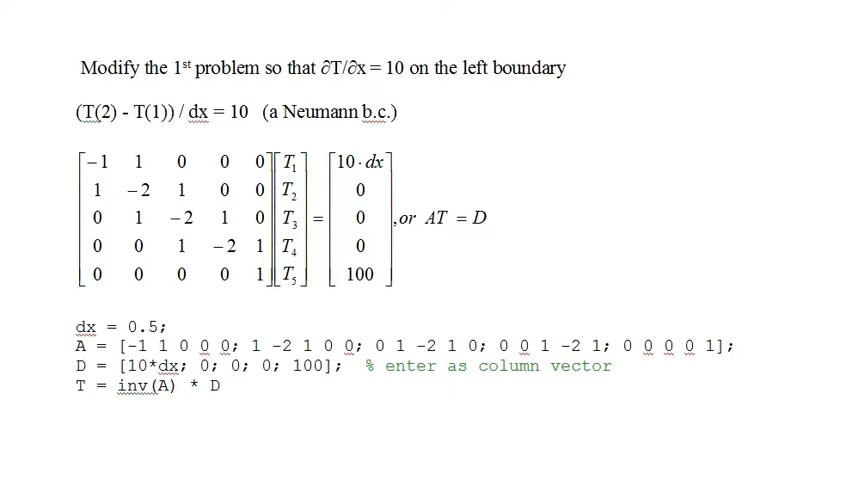 Modify the 1st problem so that ∂T/∂x = 10 on the left boundary
(T(2) - T(1)) / dx = 10 (a Neumann b.c.)
−1 1 0 0 0 T1 10 · dx
1 −2 1 0 0 T2 0
0 1 −2 1 0 T3 = 0 , or AT = D
0 0 1 −2 1 T4 0
0 0 0 0 1 T5 100
dx = 0.5;
A = [-1 1 0 0 0; 1 -2 1 0 0; 0 1 -2 1 0; 0 0 1 -2 1; 0 0 0 0 1];
D = [10*dx; 0; 0; 0; 100]; % enter as column vector
T = inv(A) * D